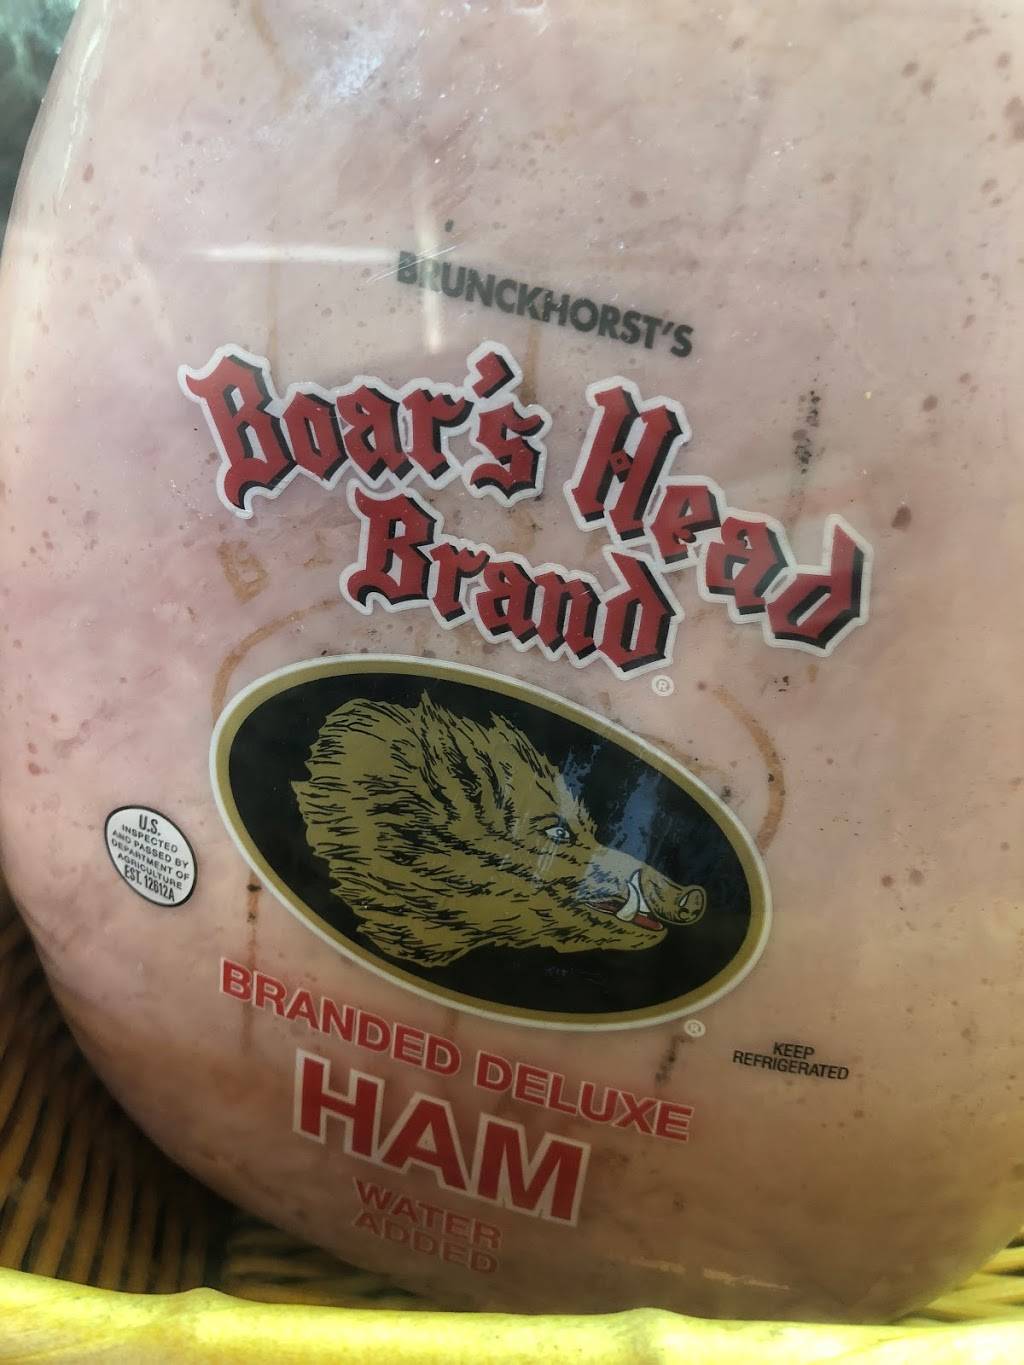 BRUNCKHORST'S
Boar's Head
Brand
®
U.S.
INSPECTED
AND PASSED BY
DEPARTMENT OF
AGRICULTURE
EST. 12612A
®
BRANDED DELUXE
HAM
WATER
ADDED
KEEP
REFRIGERATED